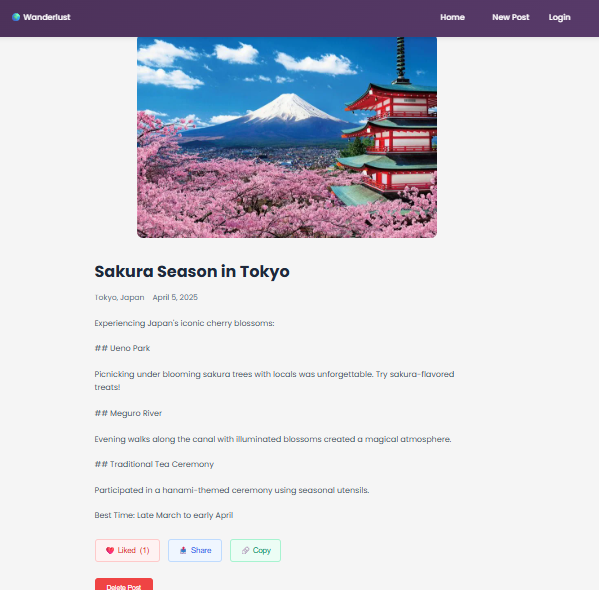 Wanderlust
Home New Post Login
Sakura Season in Tokyo
Tokyo, Japan April 5, 2025
Experiencing Japan's iconic cherry blossoms:
## Ueno Park
Picnicking under blooming sakura trees with locals was unforgettable. Try sakura-flavored
treats!
## Meguro River
Evening walks along the canal with illuminated blossoms created a magical atmosphere.
## Traditional Tea Ceremony
Participated in a hanami-themed ceremony using seasonal utensils.
Best Time: Late March to early April
Liked (1) Share Copy
Delete Post